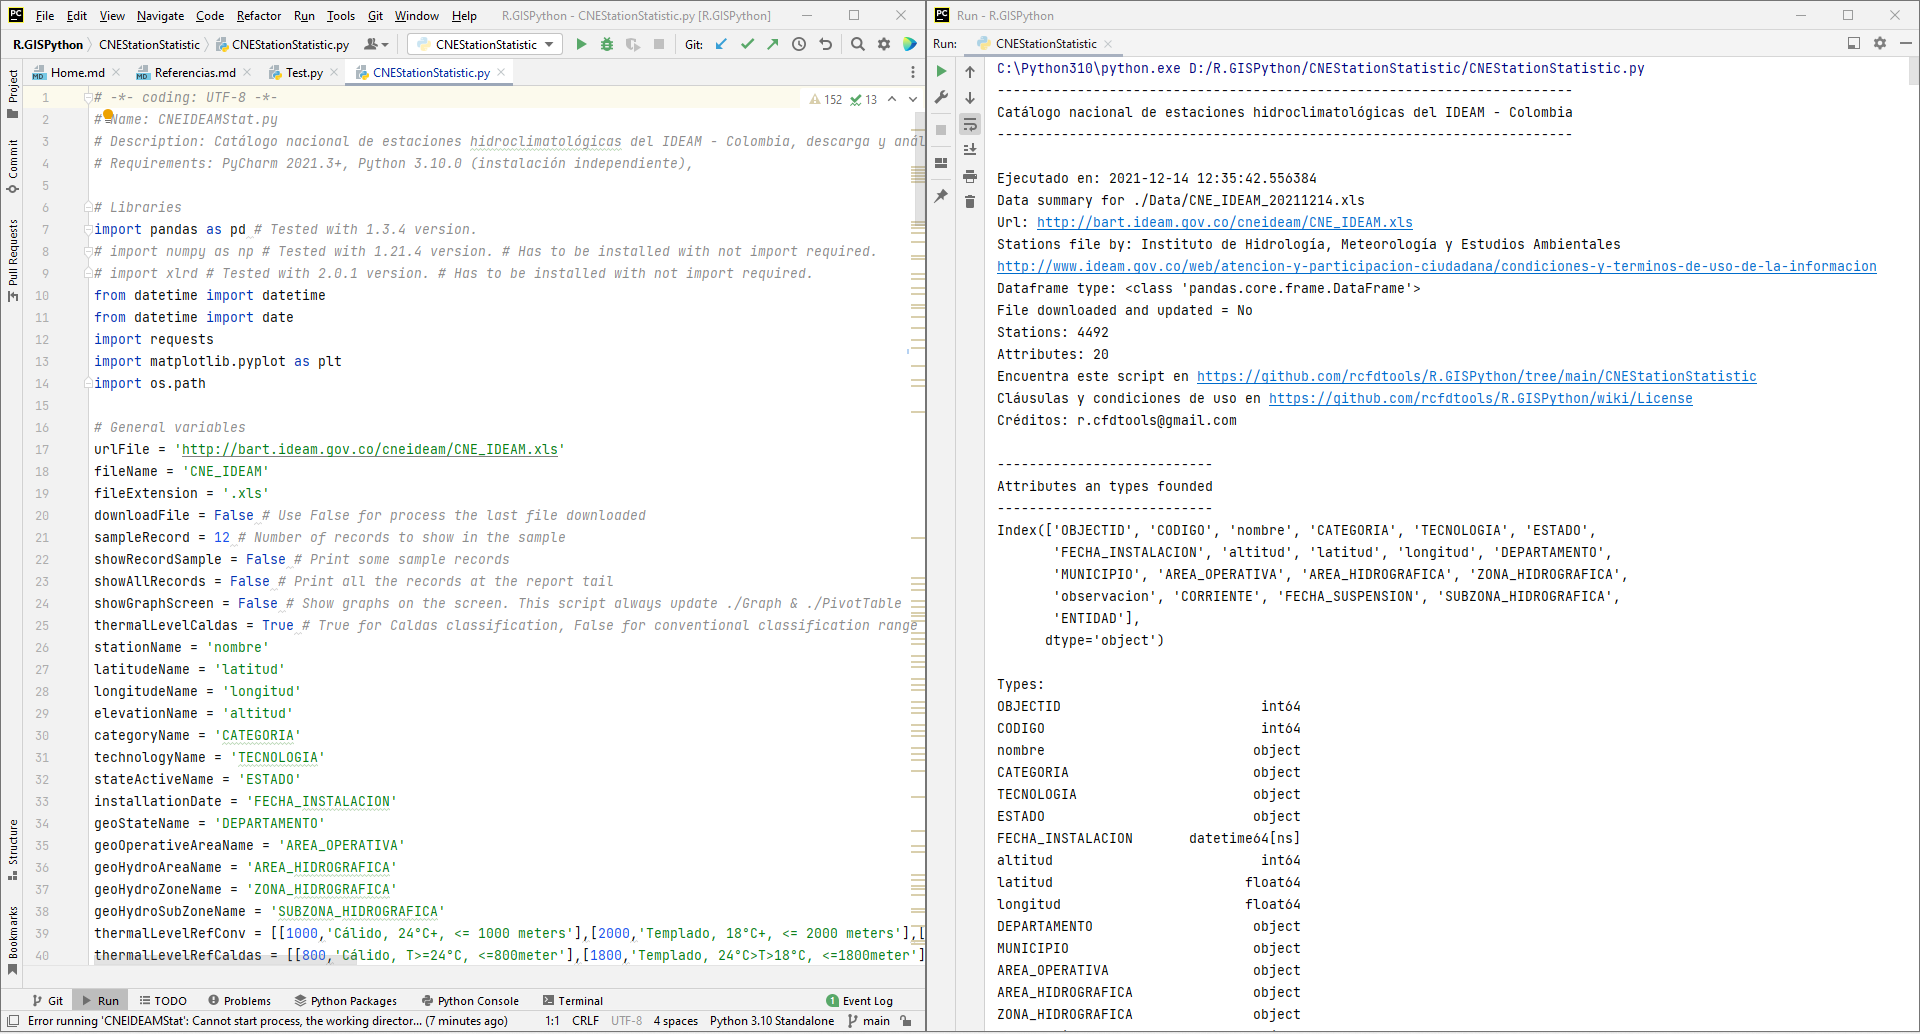 File Edit View Navigate Code Refactor Run Tools Git Window Help R.GISPython - CNEStationStatistic.py [R.GISPython]
R.GISPython CNEStationStatistic CNEStationStatistic.py CNEStationStatistic Git:
Home.md Referencias.md Test.py CNEStationStatistic.py
Project
Commit
Pull Requests
Structure
Bookmarks
152 13
1 # -*- coding: UTF-8 -*-
2 # Name: CNEIDEAMStat.py
3 # Description: Catálogo nacional de estaciones hidroclimatológicas del IDEAM - Colombia, descarga y anál
4 # Requirements: PyCharm 2021.3+, Python 3.10.0 (instalación independiente),
5
6 # Libraries
7 import pandas as pd # Tested with 1.3.4 version.
8 # import numpy as np # Tested with 1.21.4 version. # Has to be installed with not import required.
9 # import xlrd # Tested with 2.0.1 version. # Has to be installed with not import required.
10 from datetime import datetime
11 from datetime import date
12 import requests
13 import matplotlib.pyplot as plt
14 import os.path
15
16 # General variables
17 urlFile = 'http://bart.ideam.gov.co/cneideam/CNE_IDEAM.xls'
18 fileName = 'CNE_IDEAM'
19 fileExtension = '.xls'
20 downloadFile = False # Use False for process the last file downloaded
21 sampleRecord = 12 # Number of records to show in the sample
22 showRecordSample = False # Print some sample records
23 showAllRecords = False # Print all the records at the report tail
24 showGraphScreen = False # Show graphs on the screen. This script always update ./Graph & ./PivotTable
25 thermalLevelCaldas = True # True for Caldas classification, False for conventional classification range
26 stationName = 'nombre'
27 latitudeName = 'latitud'
28 longitudeName = 'longitud'
29 elevationName = 'altitud'
30 categoryName = 'CATEGORIA'
31 technologyName = 'TECNOLOGIA'
32 stateActiveName = 'ESTADO'
33 installationDate = 'FECHA_INSTALACION'
34 geoStateName = 'DEPARTAMENTO'
35 geoOperativeAreaName = 'AREA_OPERATIVA'
36 geoHydroAreaName = 'AREA_HIDROGRAFICA'
37 geoHydroZoneName = 'ZONA_HIDROGRAFICA'
38 geoHydroSubZoneName = 'SUBZONA_HIDROGRAFICA'
39 thermalLevelRefConv = [[1000,'Cálido, 24°C+, <= 1000 meters'],[2000,'Templado, 18°C+, <= 2000 meters'],[
40 thermalLevelRefCaldas = [[800,'Cálido, T>=24°C, <=800meter'],[1800,'Templado, 24°C>T>18°C, <=1800meter']
Git Run TODO Problems Python Packages Python Console Terminal 1 Event Log
Error running 'CNEIDEAMStat': Cannot start process, the working director... (7 minutes ago) 1:1 CRLF UTF-8 4 spaces Python 3.10 Standalone main
Run - R.GISPython
Run: CNEStationStatistic
C:\Python310\python.exe D:/R.GISPython/CNEStationStatistic/CNEStationStatistic.py
------------------------------------------------------------------------
Catálogo nacional de estaciones hidroclimatológicas del IDEAM - Colombia
------------------------------------------------------------------------
Ejecutado en: 2021-12-14 12:35:42.556384
Data summary for ./Data/CNE_IDEAM_20211214.xls
Url: http://bart.ideam.gov.co/cneideam/CNE_IDEAM.xls
Stations file by: Instituto de Hidrología, Meteorología y Estudios Ambientales
http://www.ideam.gov.co/web/atencion-y-participacion-ciudadana/condiciones-y-terminos-de-uso-de-la-informacion
Dataframe type: <class 'pandas.core.frame.DataFrame'>
File downloaded and updated = No
Stations: 4492
Attributes: 20
Encuentra este script en https://github.com/rcfdtools/R.GISPython/tree/main/CNEStationStatistic
Cláusulas y condiciones de uso en https://github.com/rcfdtools/R.GISPython/wiki/License
Créditos: r.cfdtools@gmail.com
---------------------------
Attributes an types founded
---------------------------
Index(['OBJECTID', 'CODIGO', 'nombre', 'CATEGORIA', 'TECNOLOGIA', 'ESTADO',
'FECHA_INSTALACION', 'altitud', 'latitud', 'longitud', 'DEPARTAMENTO',
'MUNICIPIO', 'AREA_OPERATIVA', 'AREA_HIDROGRAFICA', 'ZONA_HIDROGRAFICA',
'observacion', 'CORRIENTE', 'FECHA_SUSPENSION', 'SUBZONA_HIDROGRAFICA',
'ENTIDAD'],
dtype='object')
Types:
OBJECTID int64
CODIGO int64
nombre object
CATEGORIA object
TECNOLOGIA object
ESTADO object
FECHA_INSTALACION datetime64[ns]
altitud int64
latitud float64
longitud float64
DEPARTAMENTO object
MUNICIPIO object
AREA_OPERATIVA object
AREA_HIDROGRAFICA object
ZONA_HIDROGRAFICA object